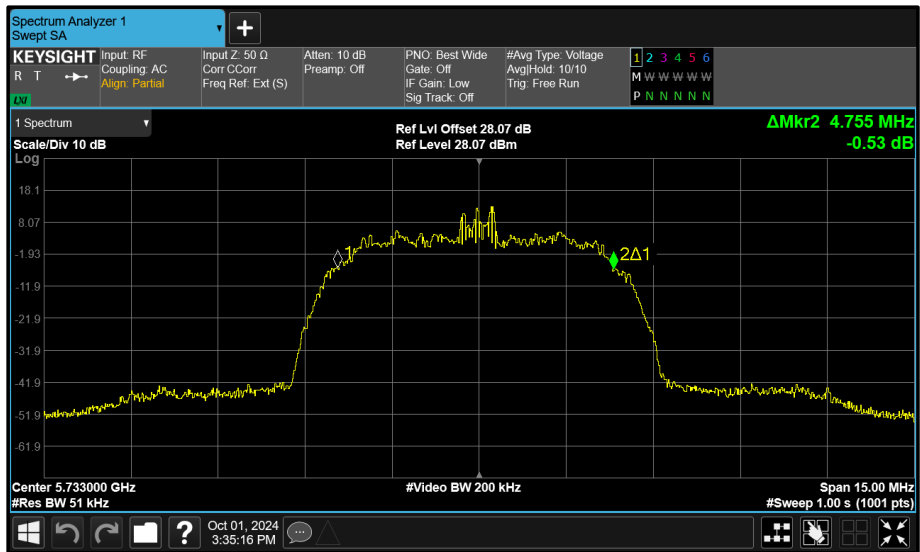 Spectrum Analyzer 1
Swept SA
+
KEYSIGHT
R T
LXI
Input: RF
Coupling: AC
Align: Partial
Input Z: 50 Ω
Corr CCorr
Freq Ref: Ext (S)
Atten: 10 dB
Preamp: Off
PNO: Best Wide
Gate: Off
IF Gain: Low
Sig Track: Off
#Avg Type: Voltage
Avg|Hold: 10/10
Trig: Free Run
1 2 3 4 5 6
M W W W W W
P N N N N N
1 Spectrum
Scale/Div 10 dB
Log
Ref Lvl Offset 28.07 dB
Ref Level 28.07 dBm
ΔMkr2 4.755 MHz
-0.53 dB
18.1
8.07
-1.93
-11.9
-21.9
-31.9
-41.9
-51.9
-61.9
1
2Δ1
Center 5.733000 GHz
#Res BW 51 kHz
#Video BW 200 kHz
Span 15.00 MHz
#Sweep 1.00 s (1001 pts)
?
Oct 01, 2024
3:35:16 PM